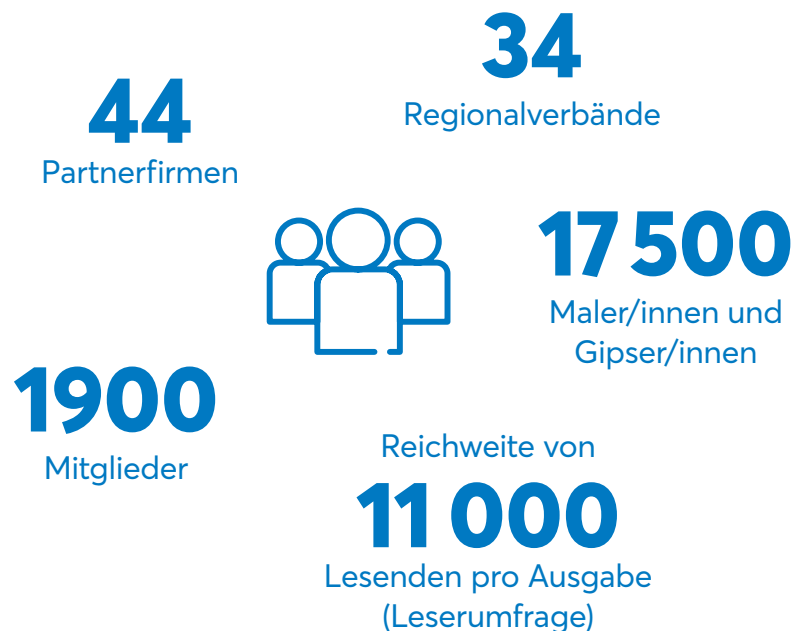 34
Regionalverbände
44
Partnerfirmen
17 500
Maler/innen und
Gipser/innen
1900
Mitglieder
Reichweite von
11 000
Lesenden pro Ausgabe
(Leserumfrage)